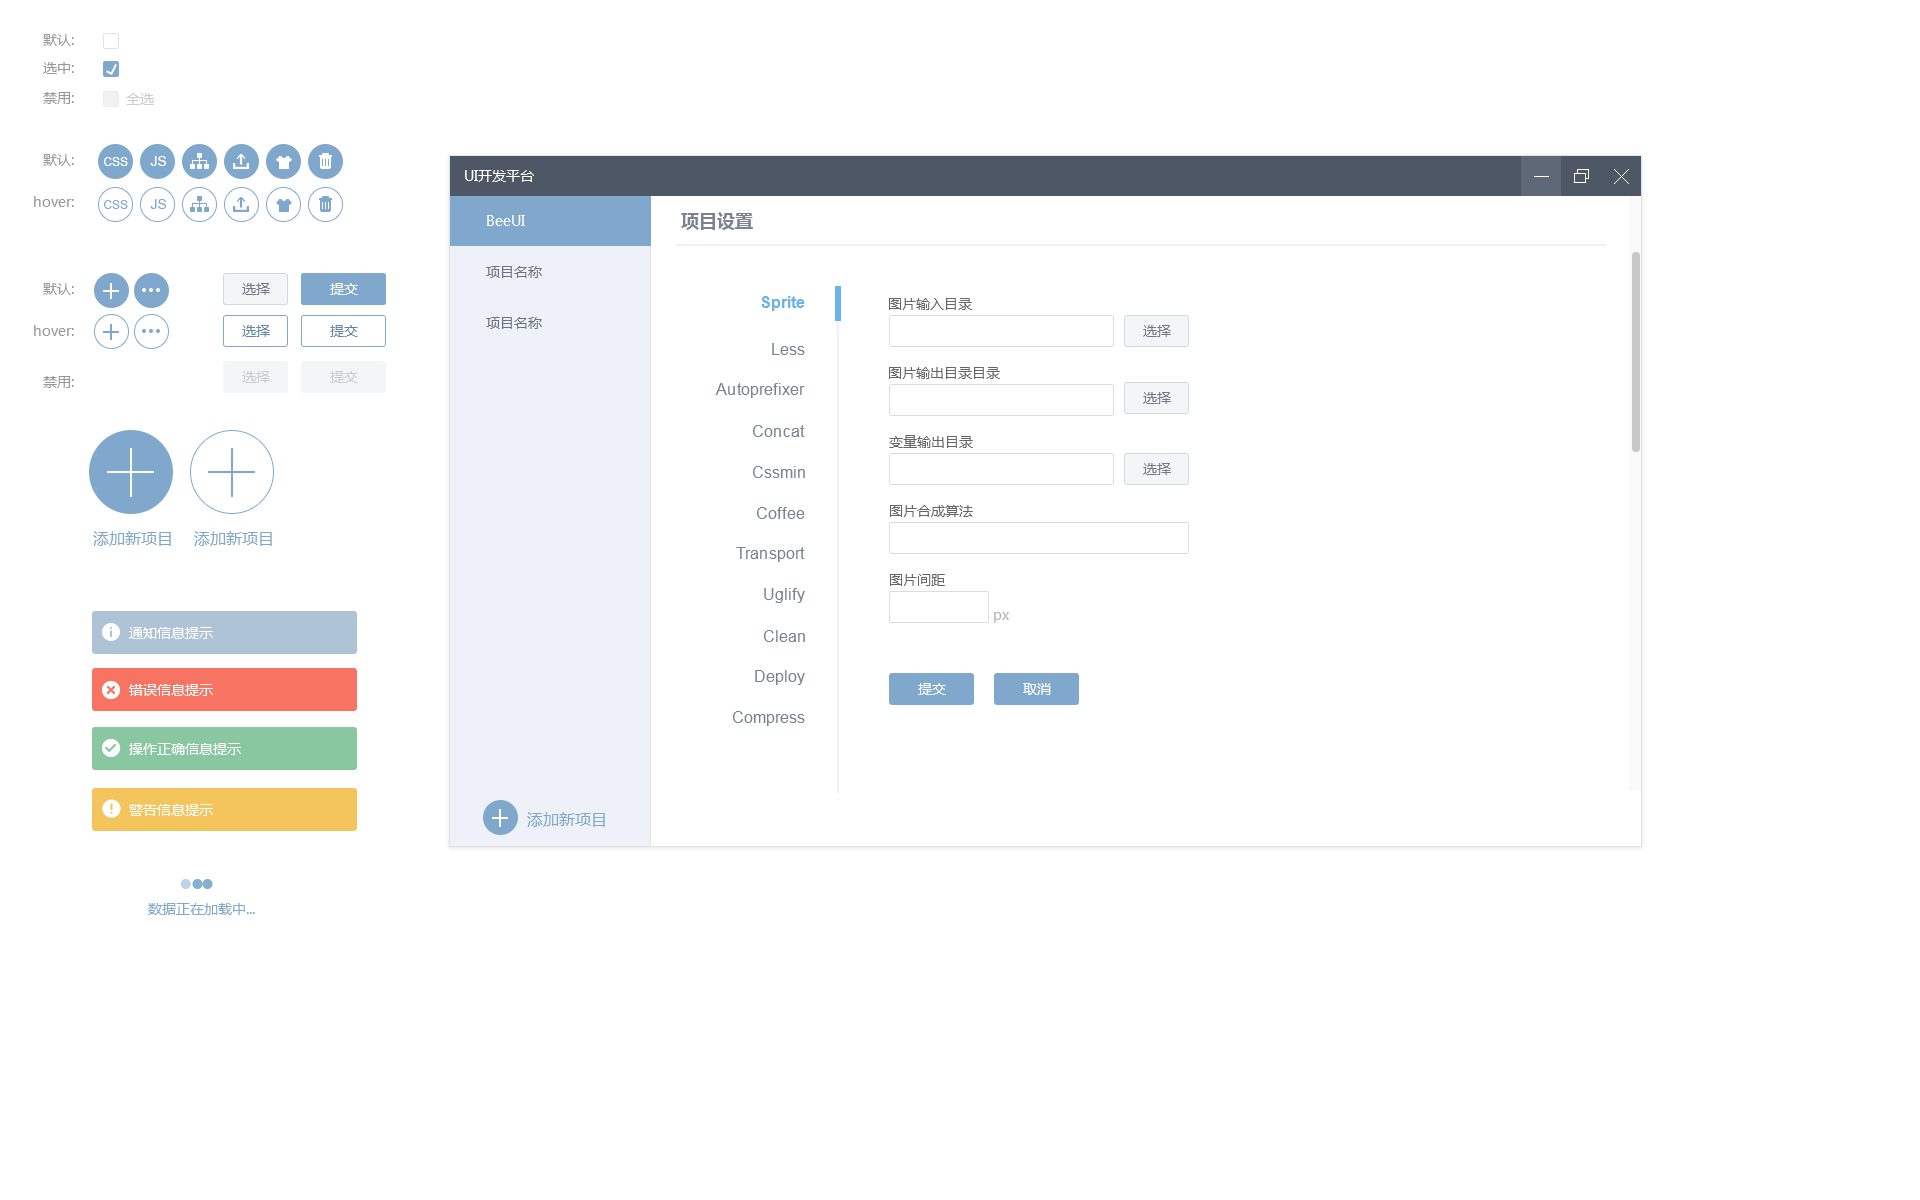 默认:
选中:
禁用: 全选
默认: CSS JS
hover: CSS JS
默认: 选择 提交
hover: 选择 提交
禁用: 选择 提交
添加新项目 添加新项目
通知信息提示
错误信息提示
操作正确信息提示
警告信息提示
数据正在加载中...
UI开发平台
BeeUI
项目名称
项目名称
添加新项目
项目设置
Sprite
Less
Autoprefixer
Concat
Cssmin
Coffee
Transport
Uglify
Clean
Deploy
Compress
图片输入目录
选择
图片输出目录目录
选择
变量输出目录
选择
图片合成算法
图片间距
px
提交 取消